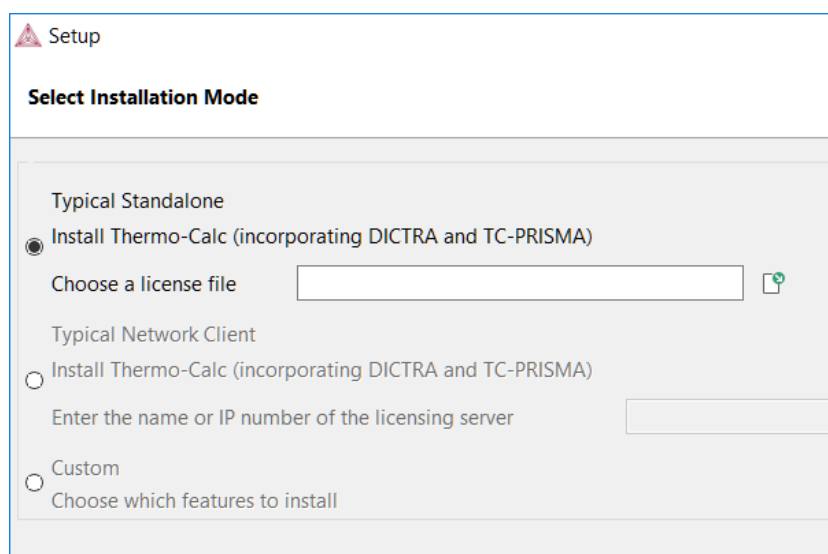 Setup
Select Installation Mode
Typical Standalone
Install Thermo-Calc (incorporating DICTRA and TC-PRISMA)
Choose a license file
Typical Network Client
Install Thermo-Calc (incorporating DICTRA and TC-PRISMA)
Enter the name or IP number of the licensing server
Custom
Choose which features to install